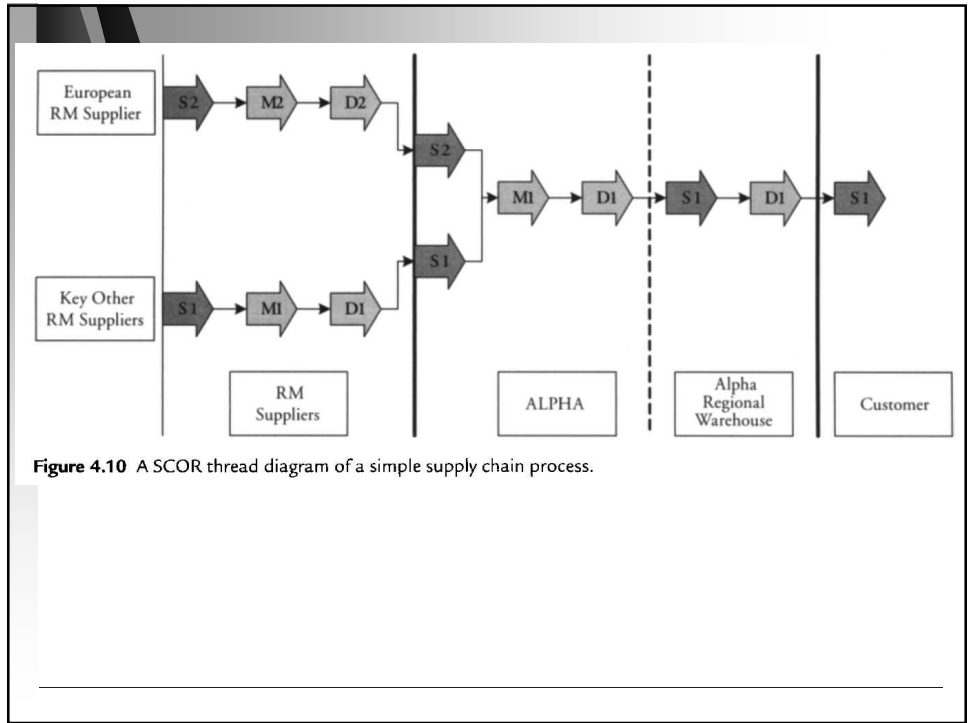 European
RM Supplier
S2
M2
D2
S2
M1
D1
S1
D1
S1
S1
Key Other
RM Suppliers
S1
M1
D1
RM
Suppliers
ALPHA
Alpha
Regional
Warehouse
Customer
Figure 4.10 A SCOR thread diagram of a simple supply chain process.